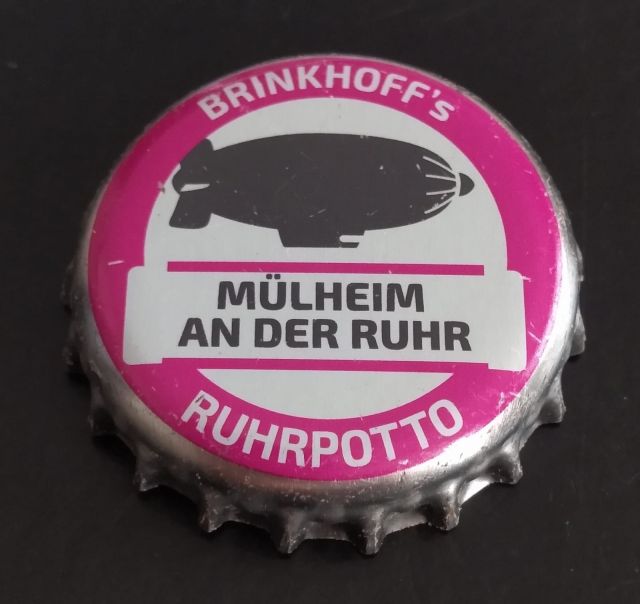 BRINKHOFF's
MÜLHEIM
AN DER RUHR
RUHRPOTTO